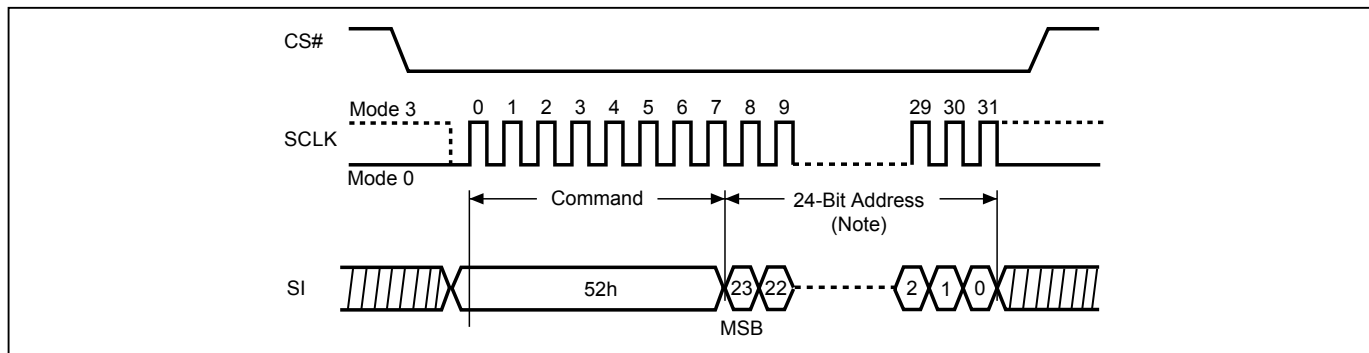 CS#
Mode 3
0 1 2 3 4 5 6 7 8 9 29 30 31
SCLK
Mode 0
Command
24-Bit Address
(Note)
SI
52h
23 22 2 1 0
MSB